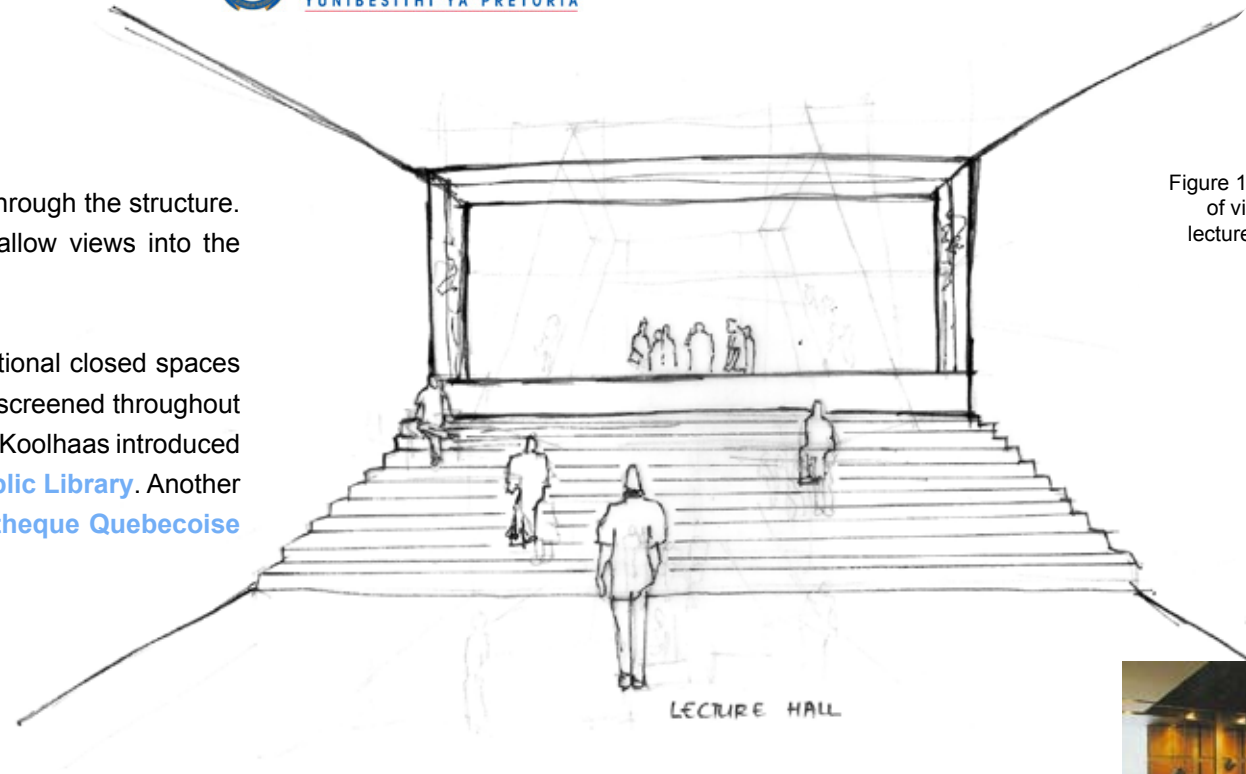 YUNIBESITHI YA PRETORIA
hrough the structure.
allow views into the
tional closed spaces
screened throughout
Koolhaas introduced
blic Library. Another
theque Quebecoise
Figure 1
of vi
lecture
LECTURE HALL